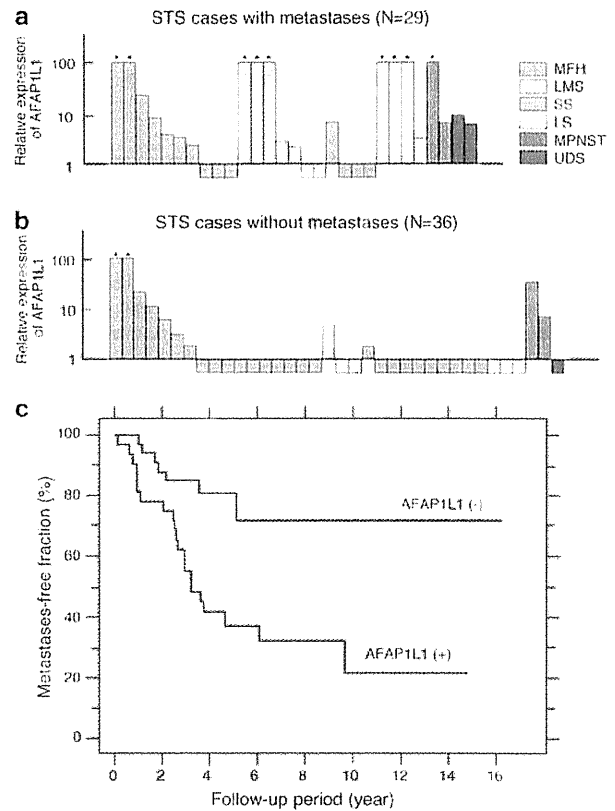 a
STS cases with metastases (N=29)
Relative expression
of AFAP1L1
100
10
1
* * * * * * * * *
MFH
LMS
SS
LS
MPNST
UDS
b
STS cases without metastases (N=36)
Relative expression
of AFAP1L1
100
10
1
* *
c
Metastases-free fraction (%)
100
80
60
40
20
0
AFAP1L1 (-)
AFAP1L1 (+)
0 2 4 6 8 10 12 14 16
Follow-up period (year)